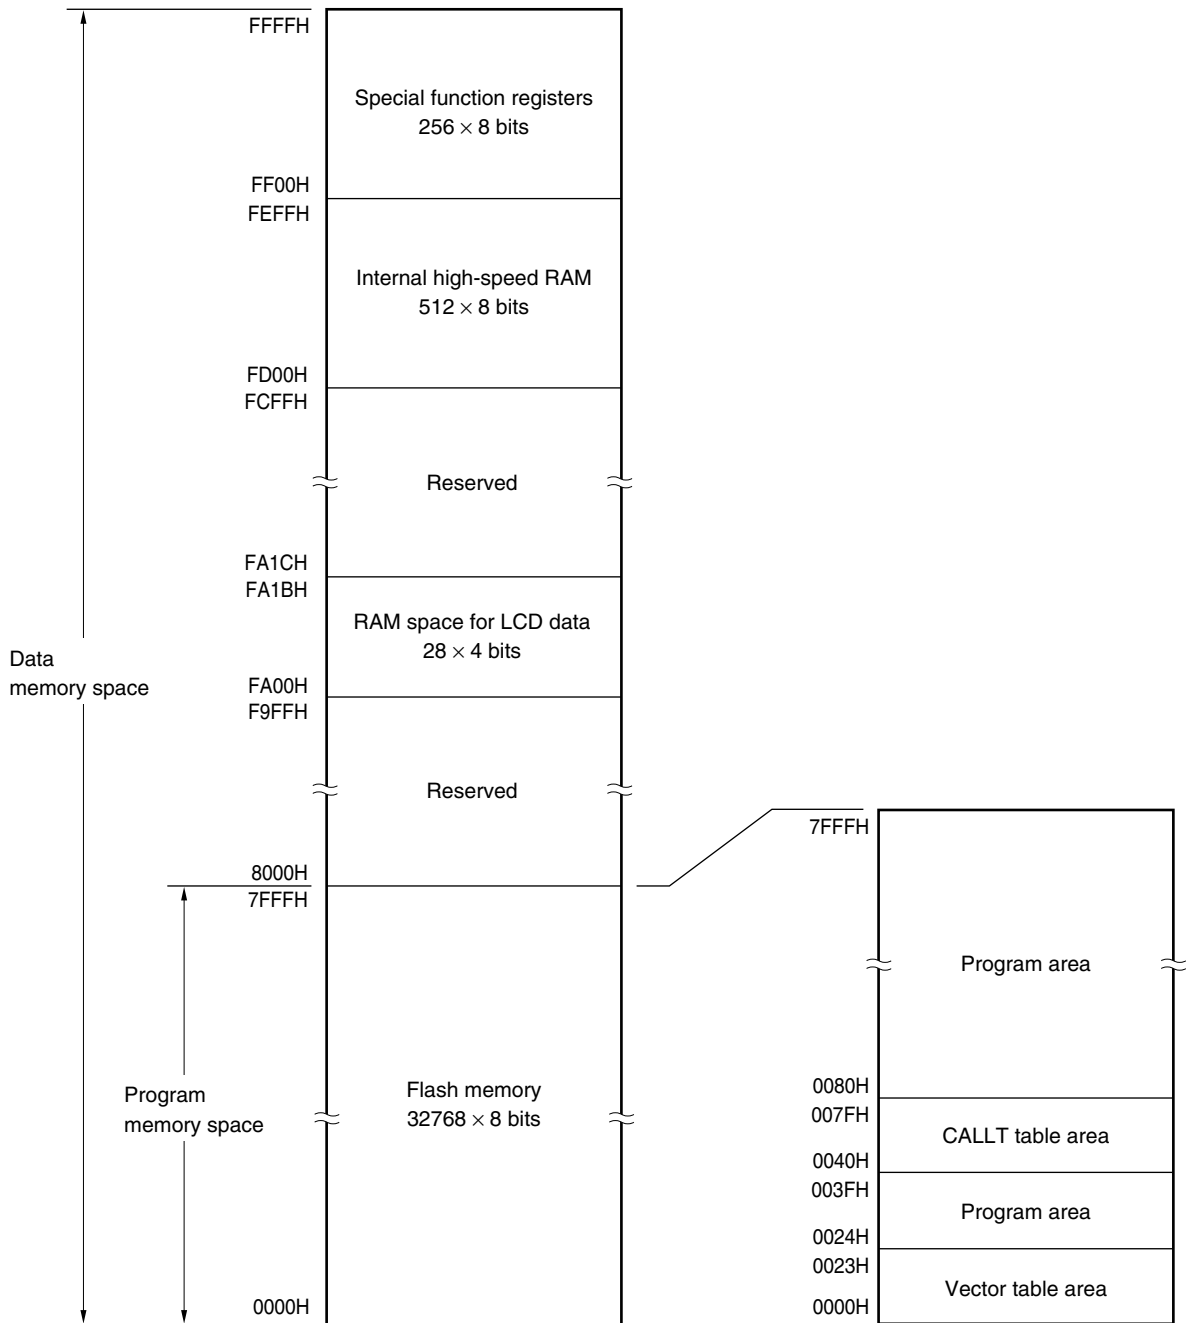 FFFFH
Special function registers
256 × 8 bits
FF00H
FEFFH
Internal high-speed RAM
512 × 8 bits
FD00H
FCFFH
Reserved
FA1CH
FA1BH
RAM space for LCD data
28 × 4 bits
Data
memory space
FA00H
F9FFH
Reserved
8000H
7FFFH
Flash memory
32768 × 8 bits
Program
memory space
0000H
7FFFH
Program area
0080H
007FH
CALLT table area
0040H
003FH
Program area
0024H
0023H
Vector table area
0000H